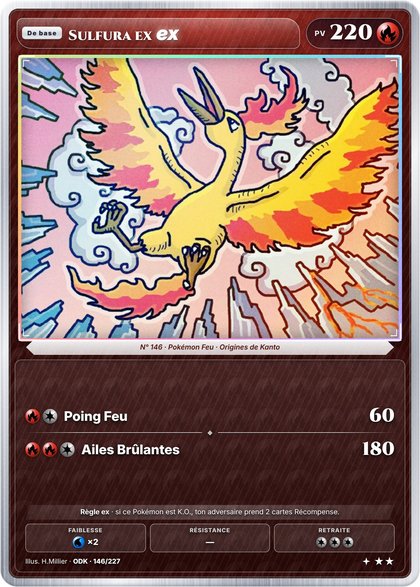 De base SULFURA EX ex PV 220
N° 146 · Pokémon Feu · Origines de Kanto
Poing Feu 60
Ailes Brûlantes 180
Règle ex · si ce Pokémon est K.O., ton adversaire prend 2 cartes Récompense.
FAIBLESSE RÉSISTANCE RETRAITE
×2 —
Illus. H.Millier · ODK · 146/227